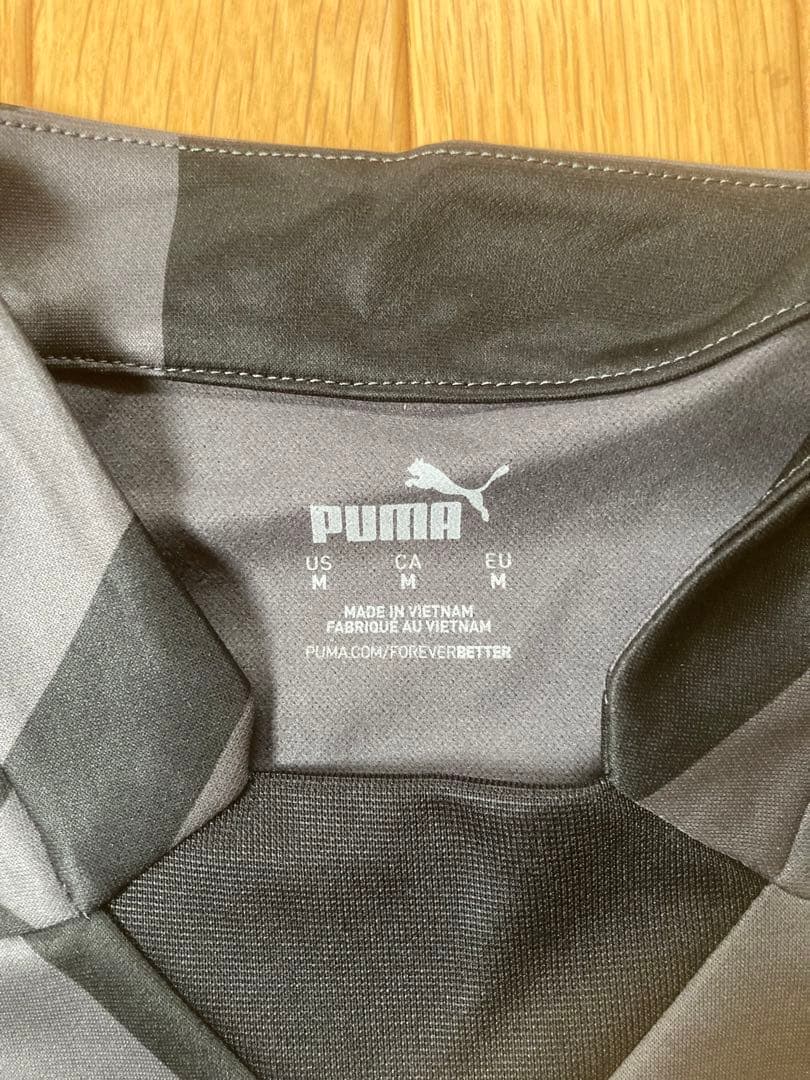 PUMA
US CA EU
M M M
MADE IN VIETNAM
FABRIQUÉ AU VIETNAM
PUMA.COM/FOREVERBETTER